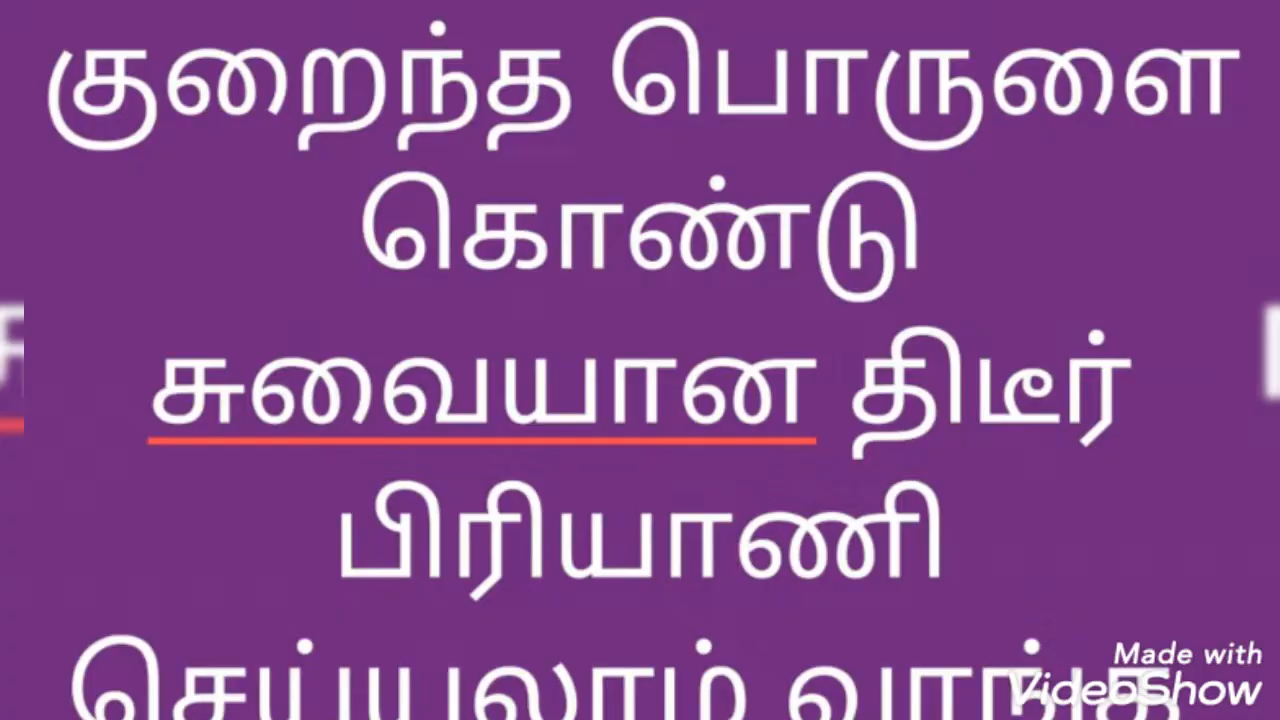 குறைந்த பொருளை
கொண்டு
சுவையான திடீர்
பிரியாணி
செய்யலாம் வாங்க
Made with
VideoShow